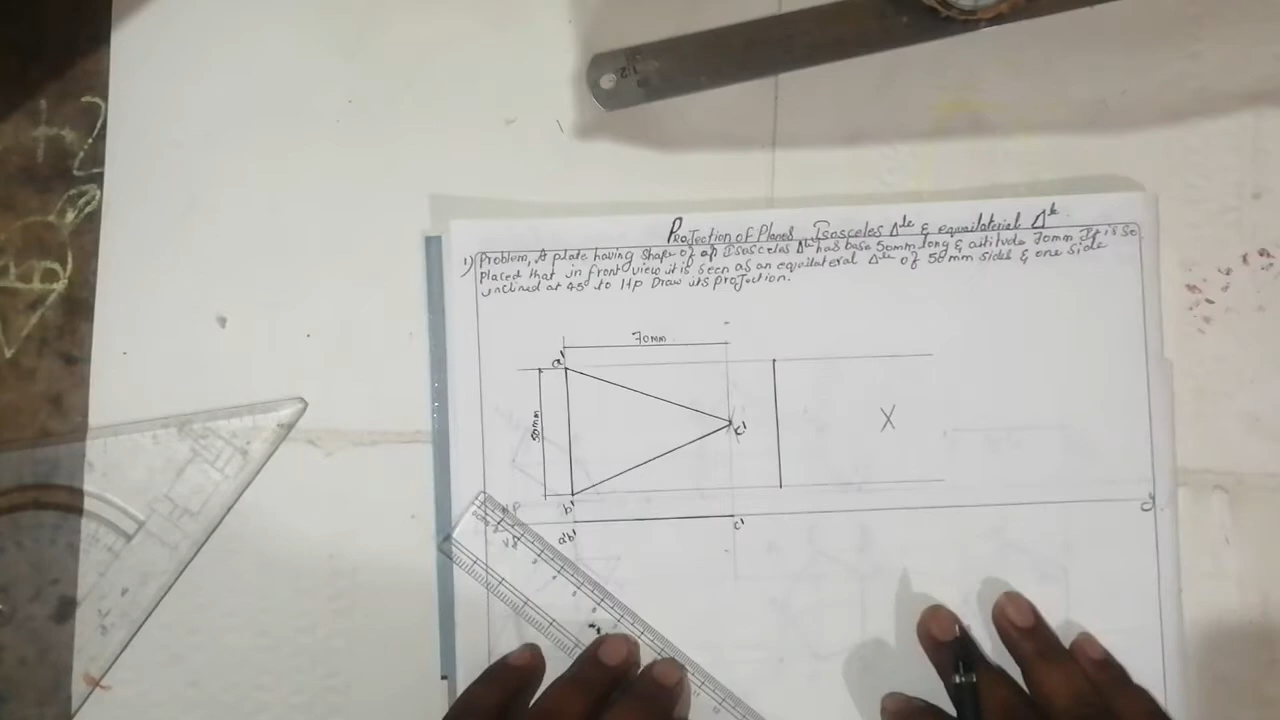 Projection of Planes Isosceles Δle & equailaterial Δle.
1) Problem, A plate having shape of an Isosceles Δle has base 50mm long & altitude 70mm It is so
placed that in front view it is seen as an equilateral Δle of 50mm sides & one side
inclined at 45° to Hp Draw its projection.
70mm
a'
50mm
X
c'
b'
HP
a'b'
c'